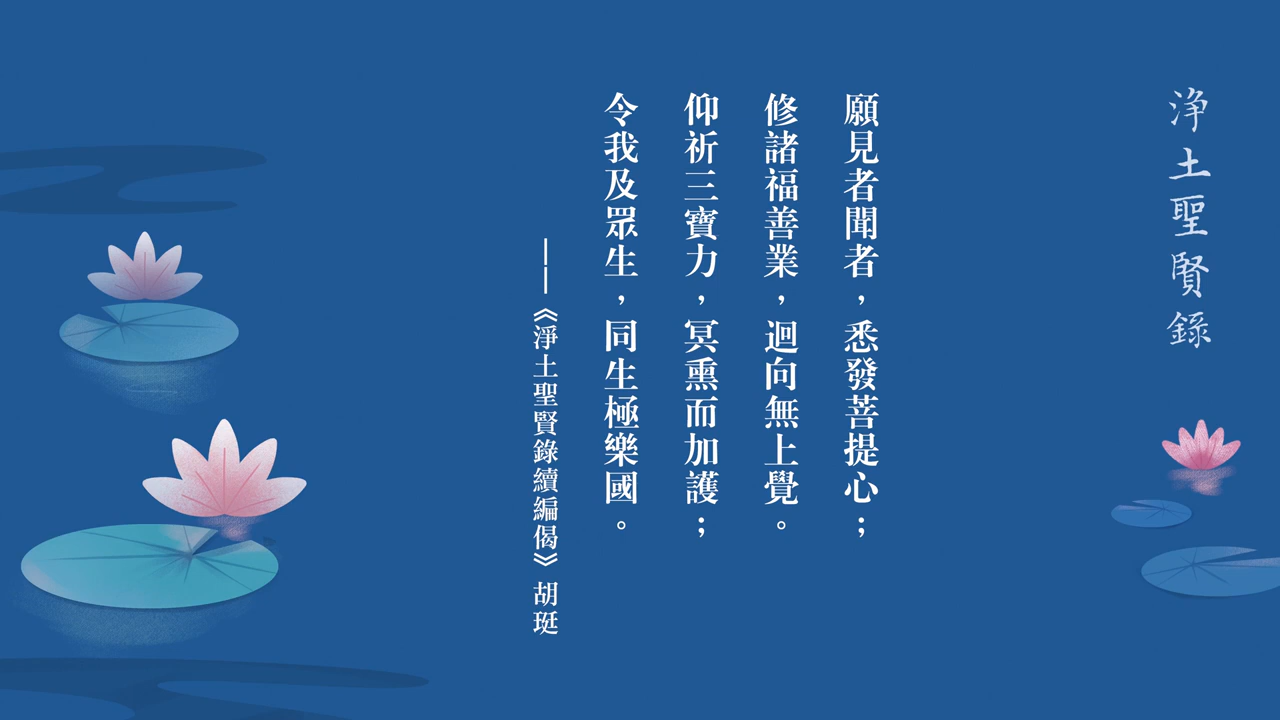 浄土聖賢錄
願見者聞者，悉發菩提心；
修諸福善業，迴向無上覺。
仰祈三寶力，冥熏而加護；
令我及眾生，同生極樂國。
——《淨土聖賢錄續編偈》胡珽